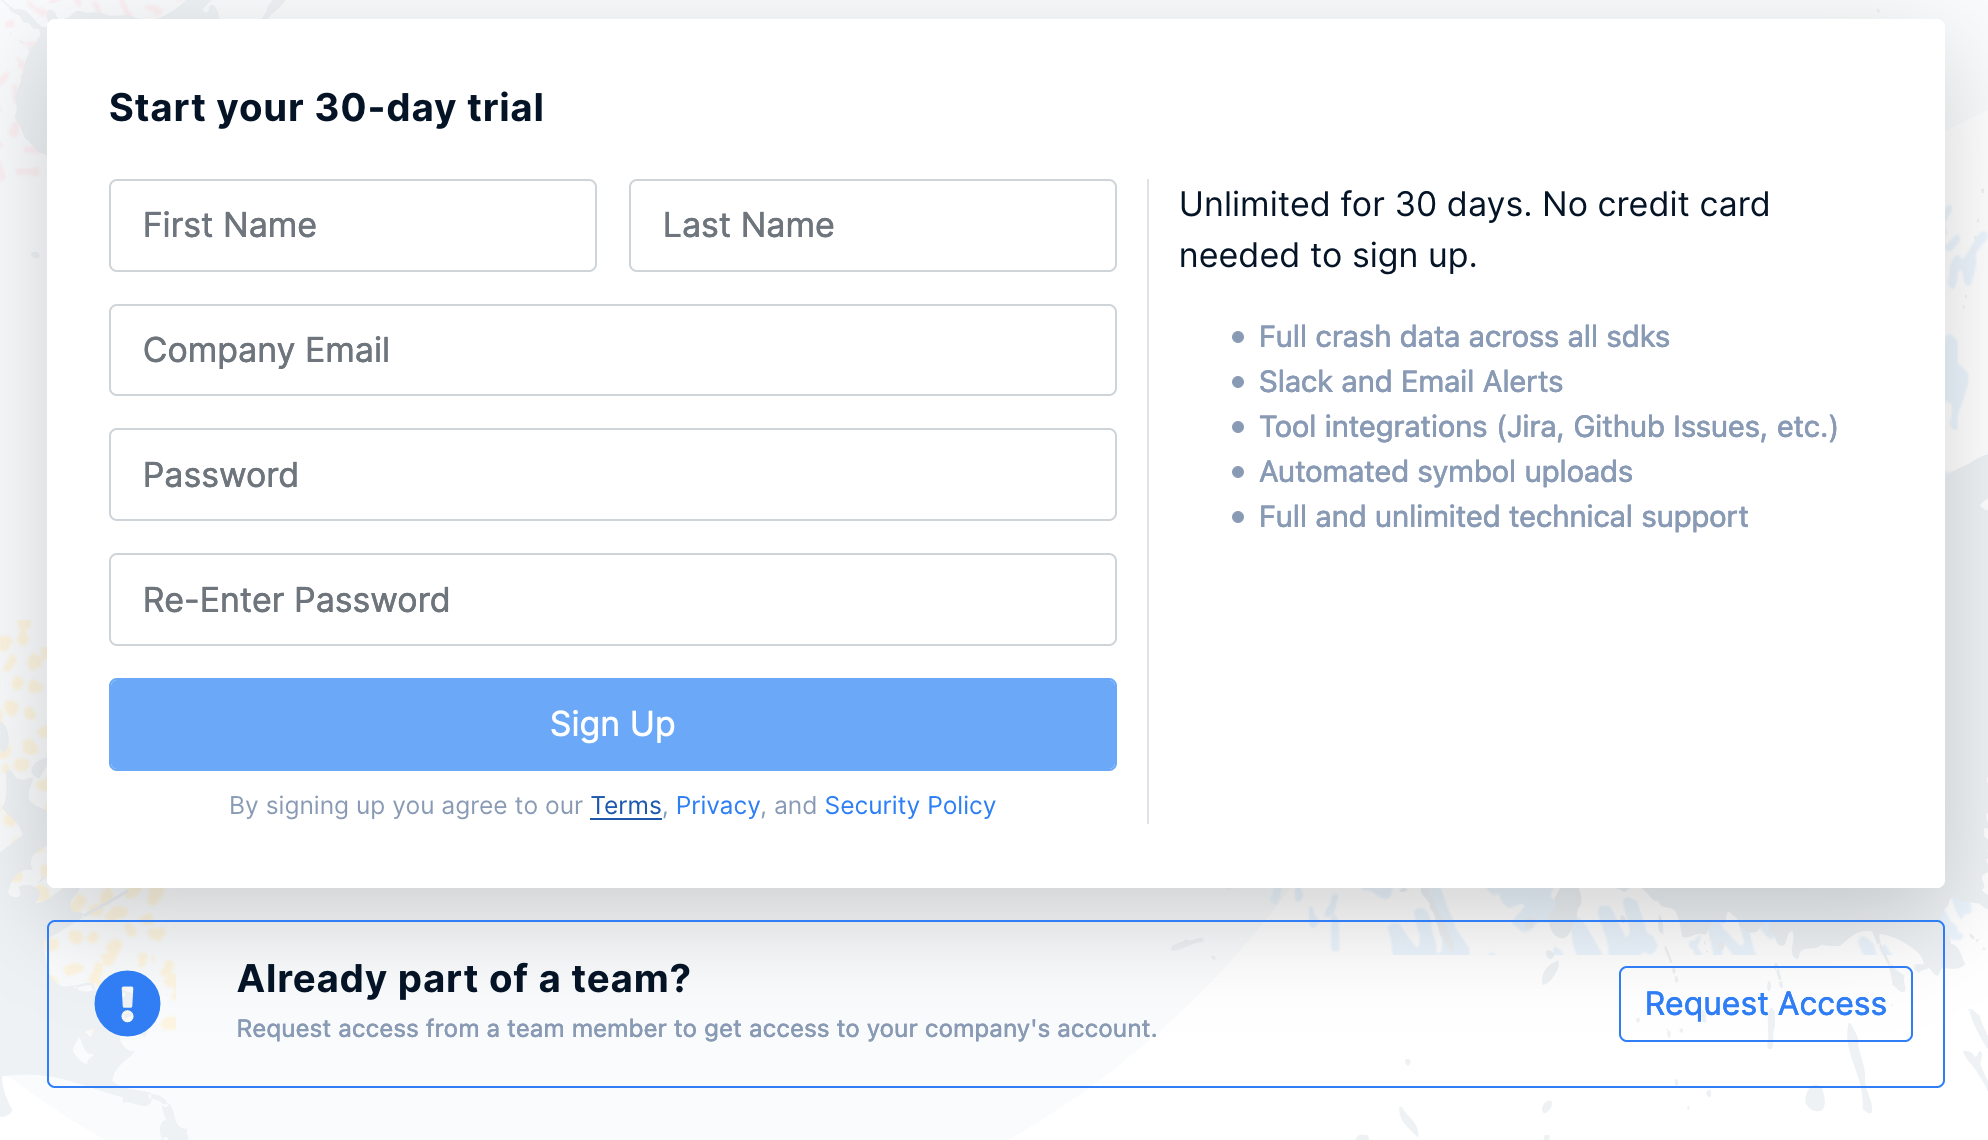 Start your 30-day trial
First Name
Last Name
Company Email
Password
Re-Enter Password
Sign Up
By signing up you agree to our Terms, Privacy, and Security Policy
Unlimited for 30 days. No credit card
needed to sign up.
Full crash data across all sdks
Slack and Email Alerts
Tool integrations (Jira, Github Issues, etc.)
Automated symbol uploads
Full and unlimited technical support
Already part of a team?
Request access from a team member to get access to your company's account.
Request Access